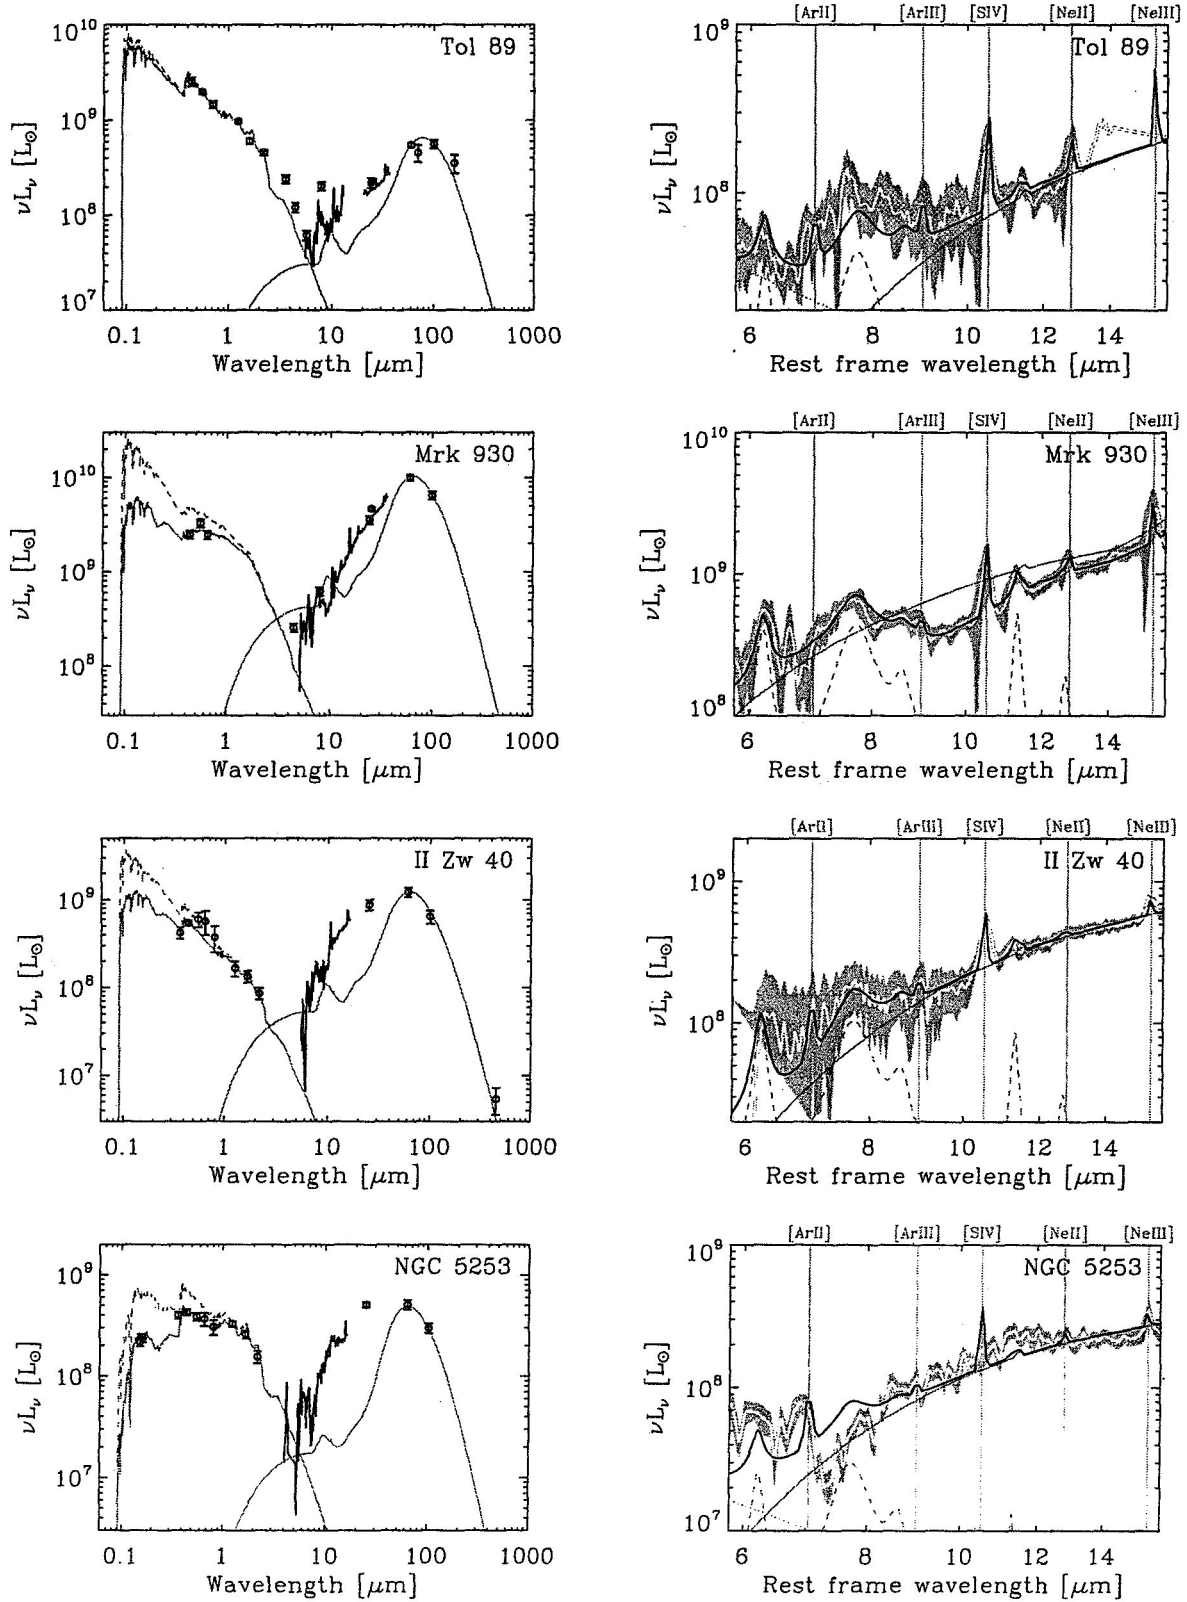 [ArII] [ArIII] [SIV] [NeII] [NeIII]
10^10
10^9
10^8
10^7
νL_ν [L_⊙]
Tol 89
0.1 1 10 100 1000
Wavelength [μm]
10^9
10^8
νL_ν [L_⊙]
Tol 89
6 8 10 12 14
Rest frame wavelength [μm]
[ArII] [ArIII] [SIV] [NeII] [NeIII]
10^10
10^9
10^8
νL_ν [L_⊙]
Mrk 930
0.1 1 10 100 1000
Wavelength [μm]
10^10
10^9
10^8
νL_ν [L_⊙]
Mrk 930
6 8 10 12 14
Rest frame wavelength [μm]
[ArII] [ArIII] [SIV] [NeII] [NeIII]
10^9
10^8
10^7
νL_ν [L_⊙]
II Zw 40
0.1 1 10 100 1000
Wavelength [μm]
10^9
10^8
νL_ν [L_⊙]
II Zw 40
6 8 10 12 14
Rest frame wavelength [μm]
[ArII] [ArIII] [SIV] [NeII] [NeIII]
10^9
10^8
10^7
νL_ν [L_⊙]
NGC 5253
0.1 1 10 100 1000
Wavelength [μm]
10^9
10^8
10^7
νL_ν [L_⊙]
NGC 5253
6 8 10 12 14
Rest frame wavelength [μm]